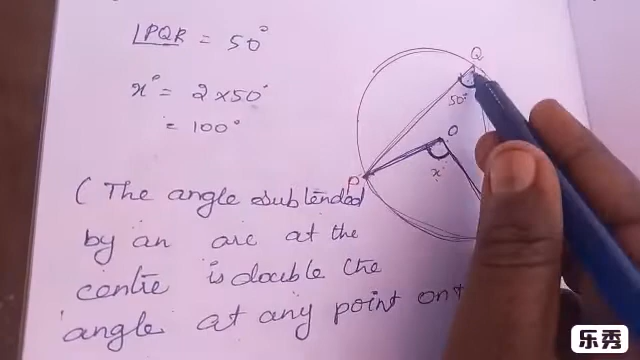 ∠PQR = 50°
x° = 2 × 50°
= 100°
(The angle subtended
by an arc at the
centre is double the
angle at any point on
Q
50°
O
x°
P
乐秀